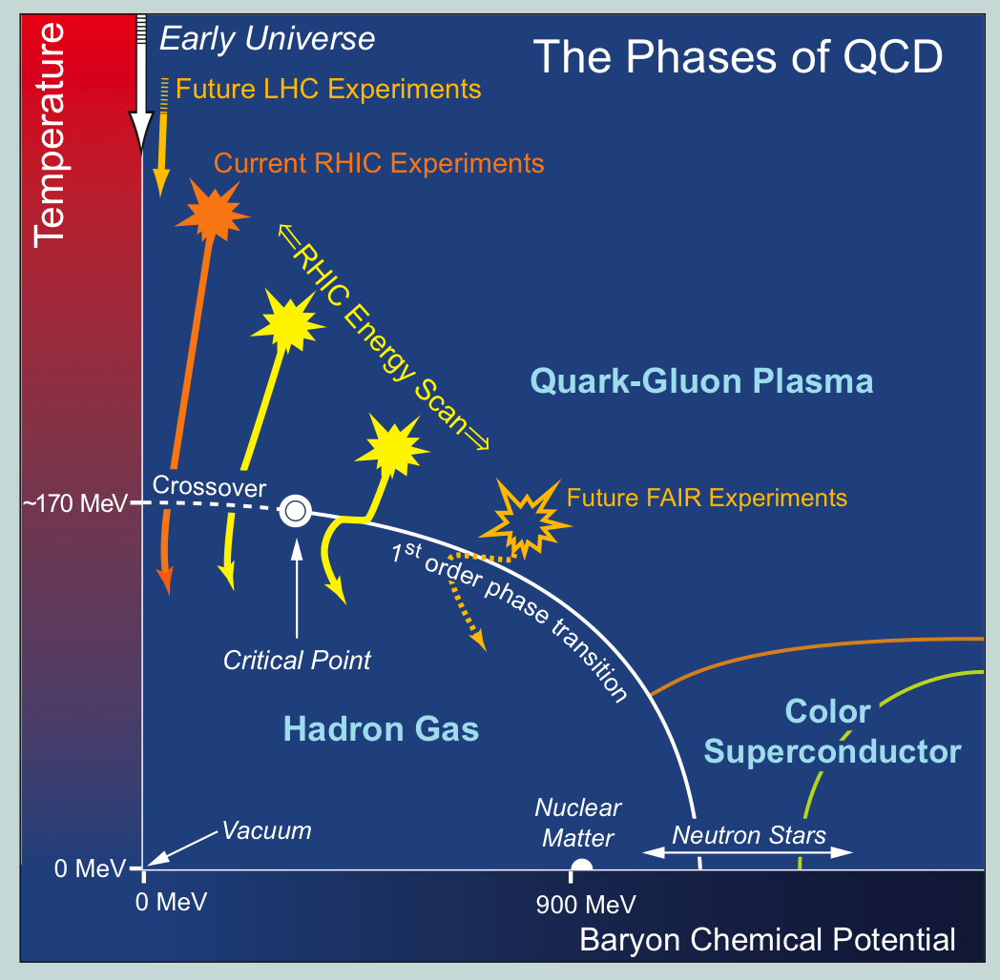 Temperature
Early Universe
The Phases of QCD
Future LHC Experiments
Current RHIC Experiments
⇐RHIC Energy Scan⇒
Quark-Gluon Plasma
Crossover
~170 MeV
Future FAIR Experiments
1st order phase transition
Critical Point
Hadron Gas
Color
Superconductor
Vacuum
Nuclear
Matter
Neutron Stars
0 MeV
0 MeV
900 MeV
Baryon Chemical Potential